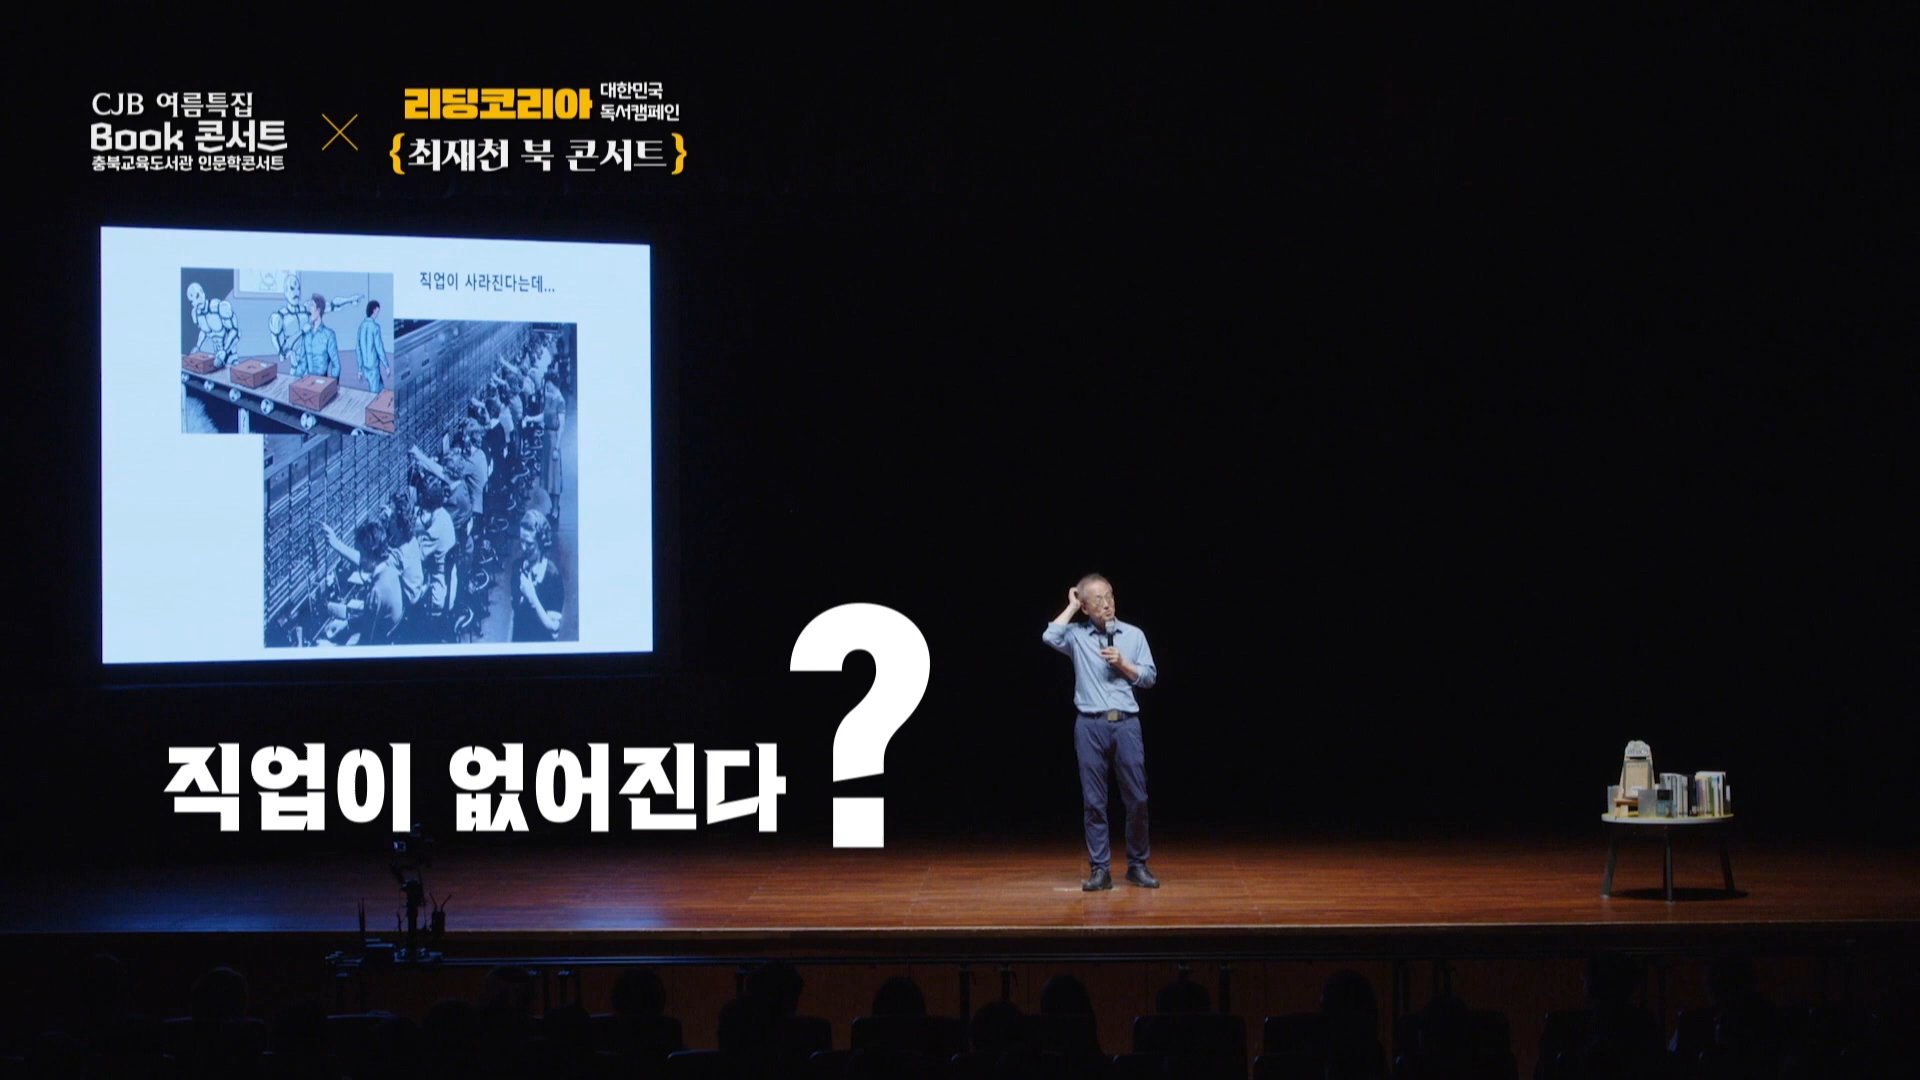 CJB 여름특집
Book 콘서트
충북교육도서관 인문학콘서트
리딩코리아
대한민국
독서캠페인
{최재천 북 콘서트}
직업이 사라진다는데...
직업이 없어진다?